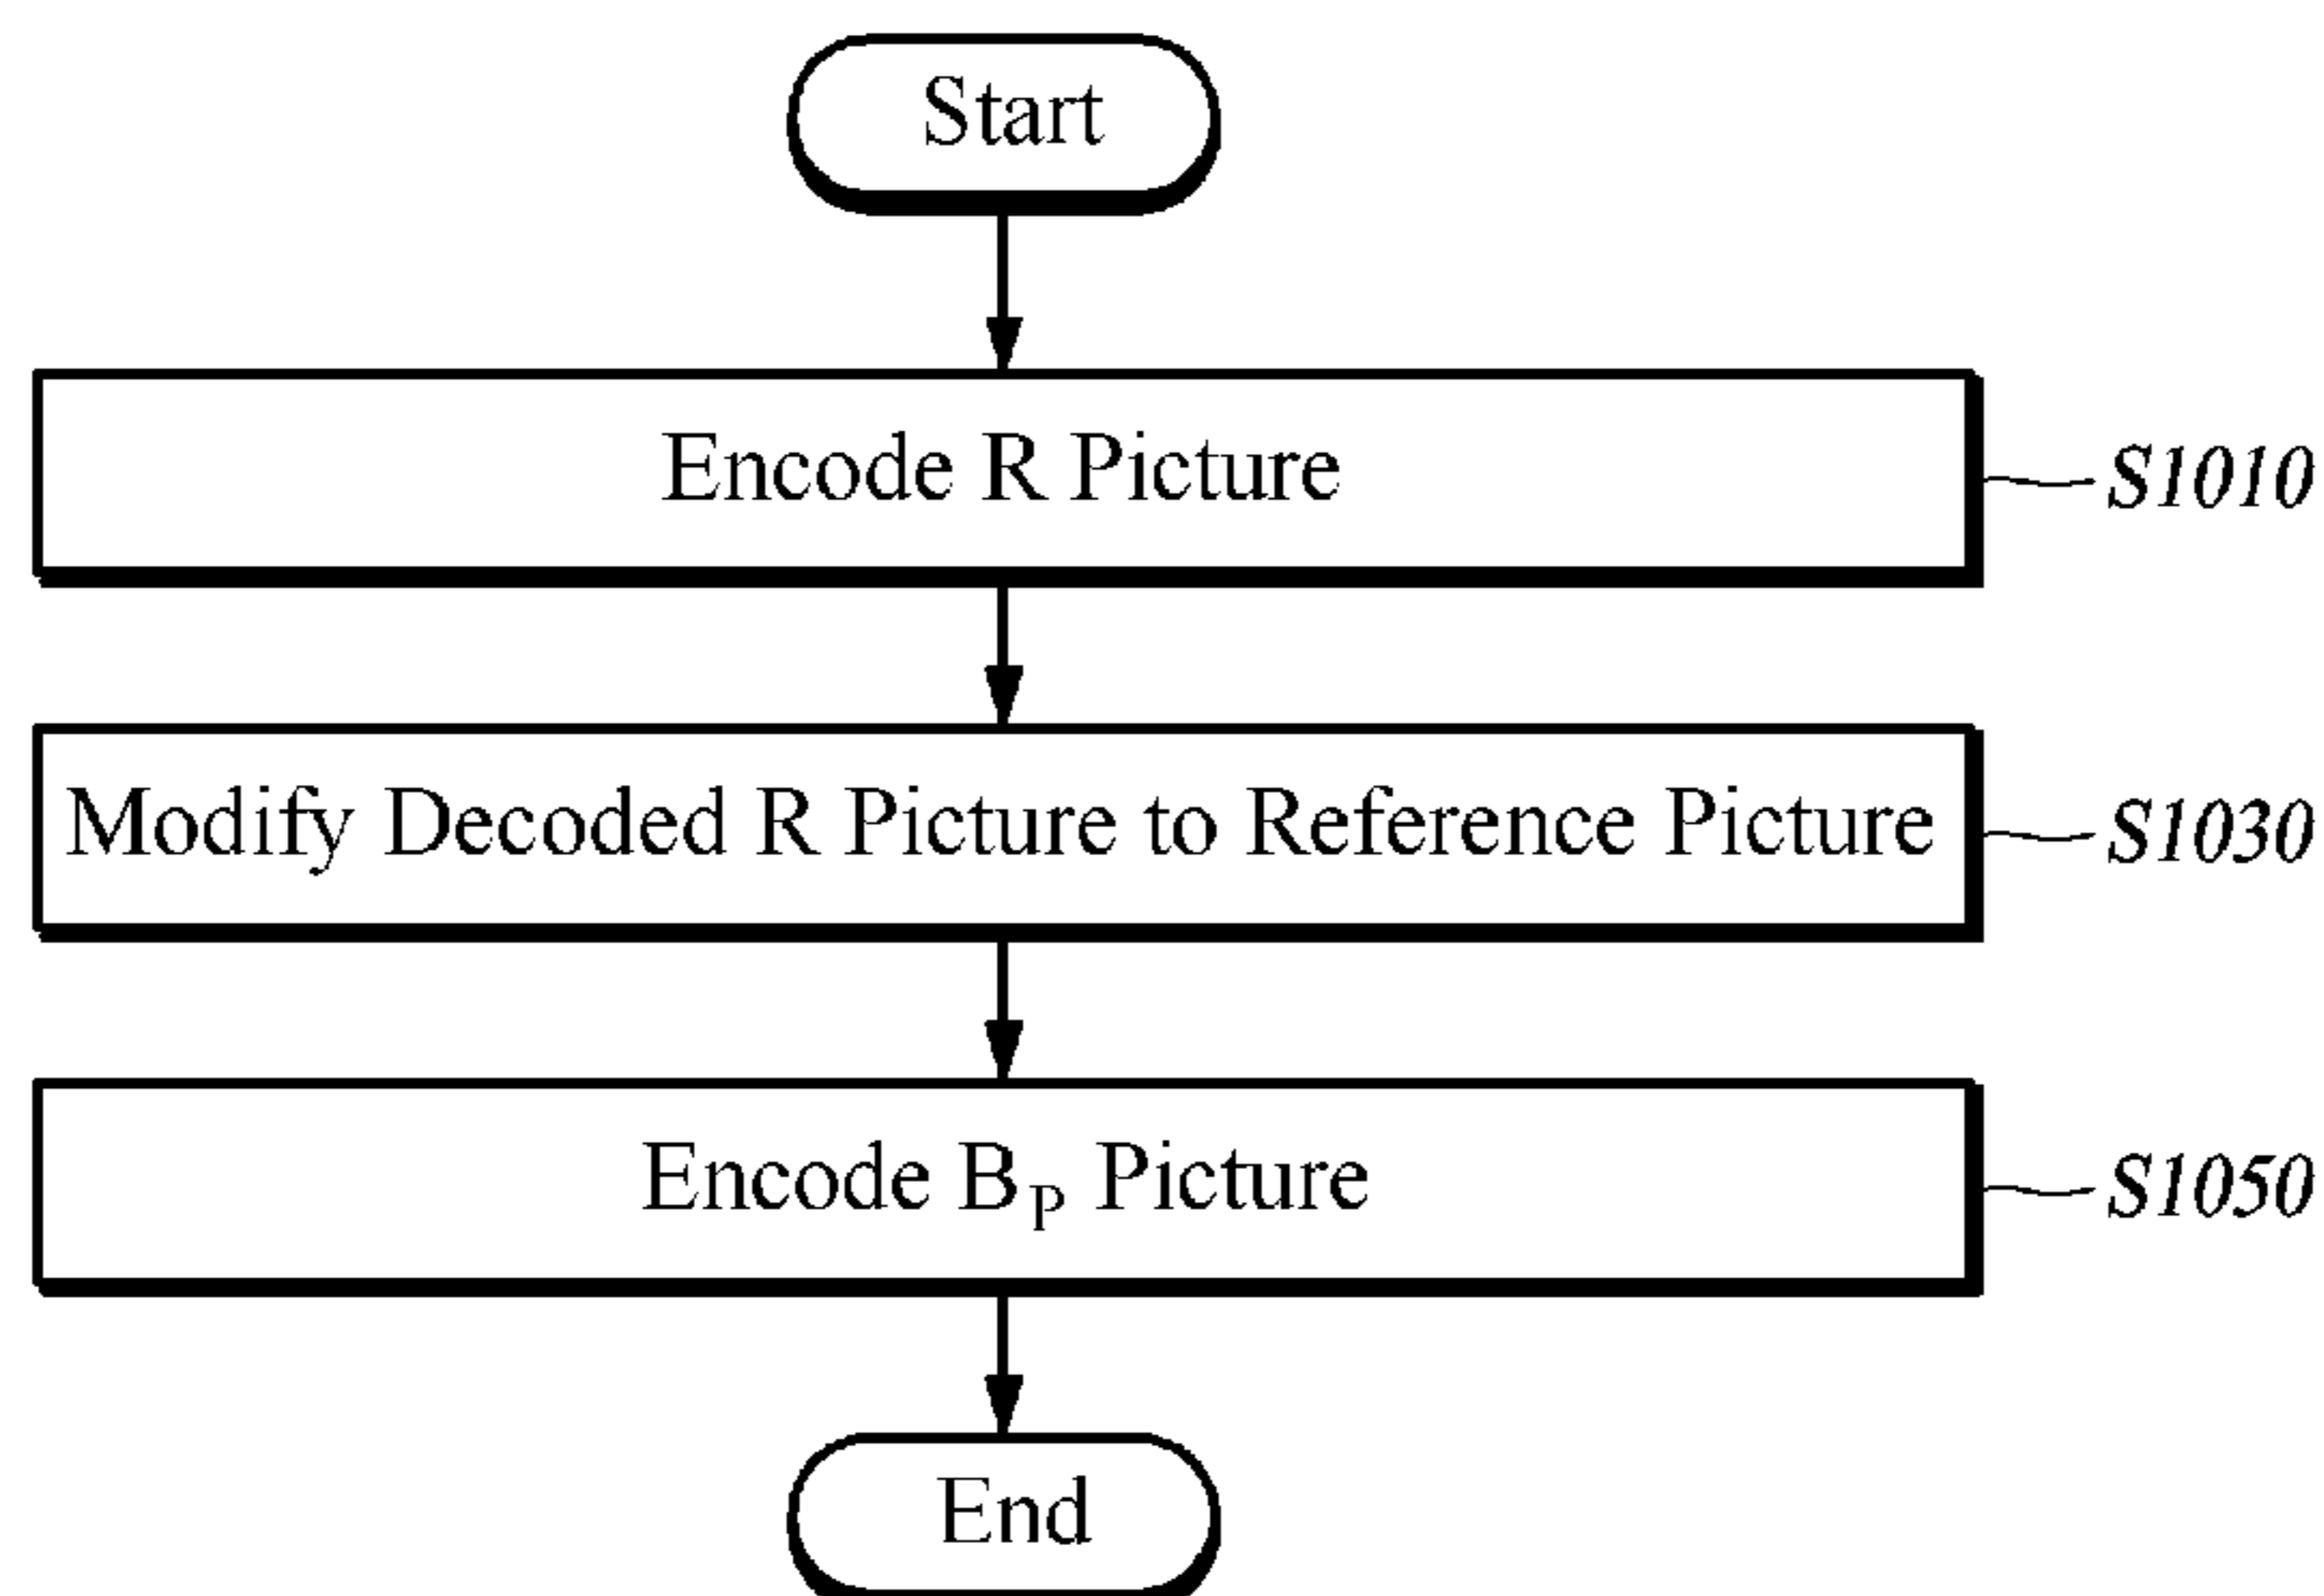 Start
Encode R Picture
S1010
Modify Decoded R Picture to Reference Picture
S1030
Encode BP Picture
S1050
End